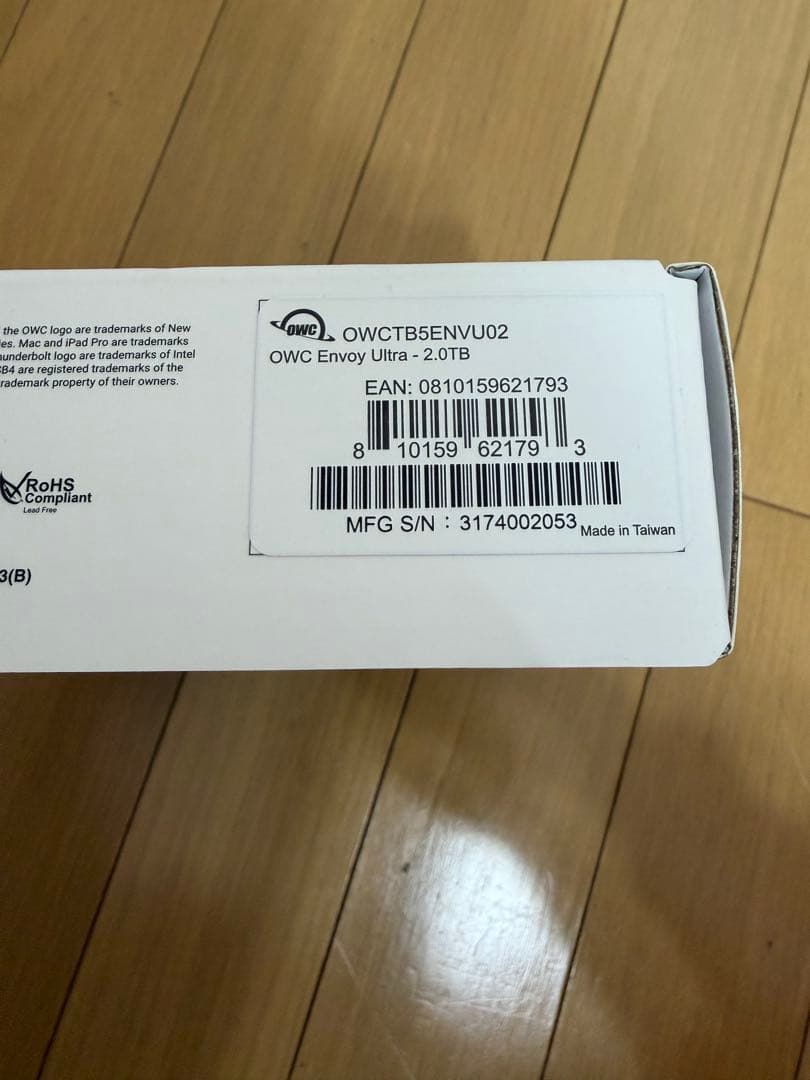 the OWC logo are trademarks of New
es. Mac and iPad Pro are trademarks
underbolt logo are trademarks of Intel
B4 are registered trademarks of the
rademark property of their owners.
RoHS
Compliant
Lead Free
3(B)
OWC OWCTB5ENVU02
OWC Envoy Ultra - 2.0TB
EAN: 0810159621793
8 10159 62179 3
MFG S/N : 3174002053 Made in Taiwan